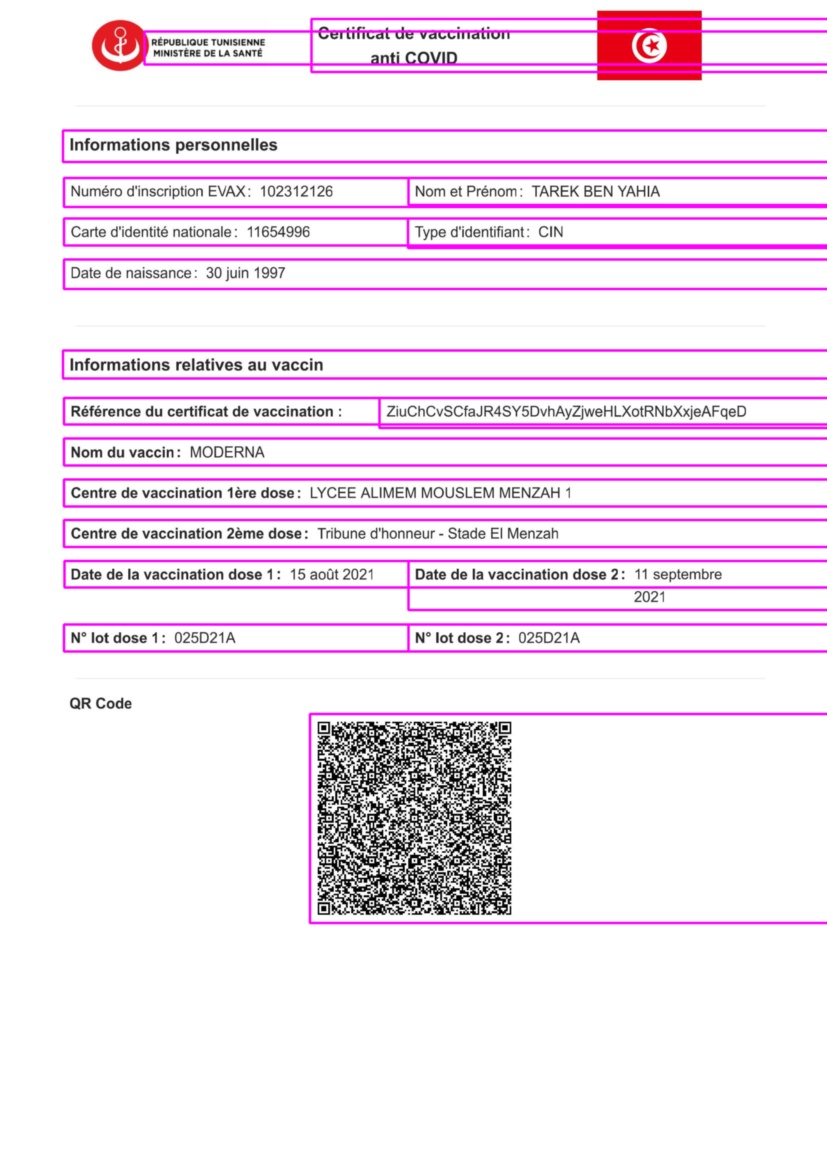 RÉPUBLIQUE TUNISIENNE
MINISTÈRE DE LA SANTÉ
Certificat de vaccination
anti COVID
Informations personnelles
Numéro d'inscription EVAX : 102312126 Nom et Prénom : TAREK BEN YAHIA
Carte d'identité nationale : 11654996 Type d'identifiant : CIN
Date de naissance : 30 juin 1997
Informations relatives au vaccin
Référence du certificat de vaccination : ZiuChCvSCfaJR4SY5DvhAyZjweHLXotRNbXxjeAFqeD
Nom du vaccin : MODERNA
Centre de vaccination 1ère dose : LYCEE ALIMEM MOUSLEM MENZAH 1
Centre de vaccination 2ème dose : Tribune d'honneur - Stade El Menzah
Date de la vaccination dose 1 : 15 août 2021 Date de la vaccination dose 2 : 11 septembre
2021
N° lot dose 1 : 025D21A N° lot dose 2 : 025D21A
QR Code